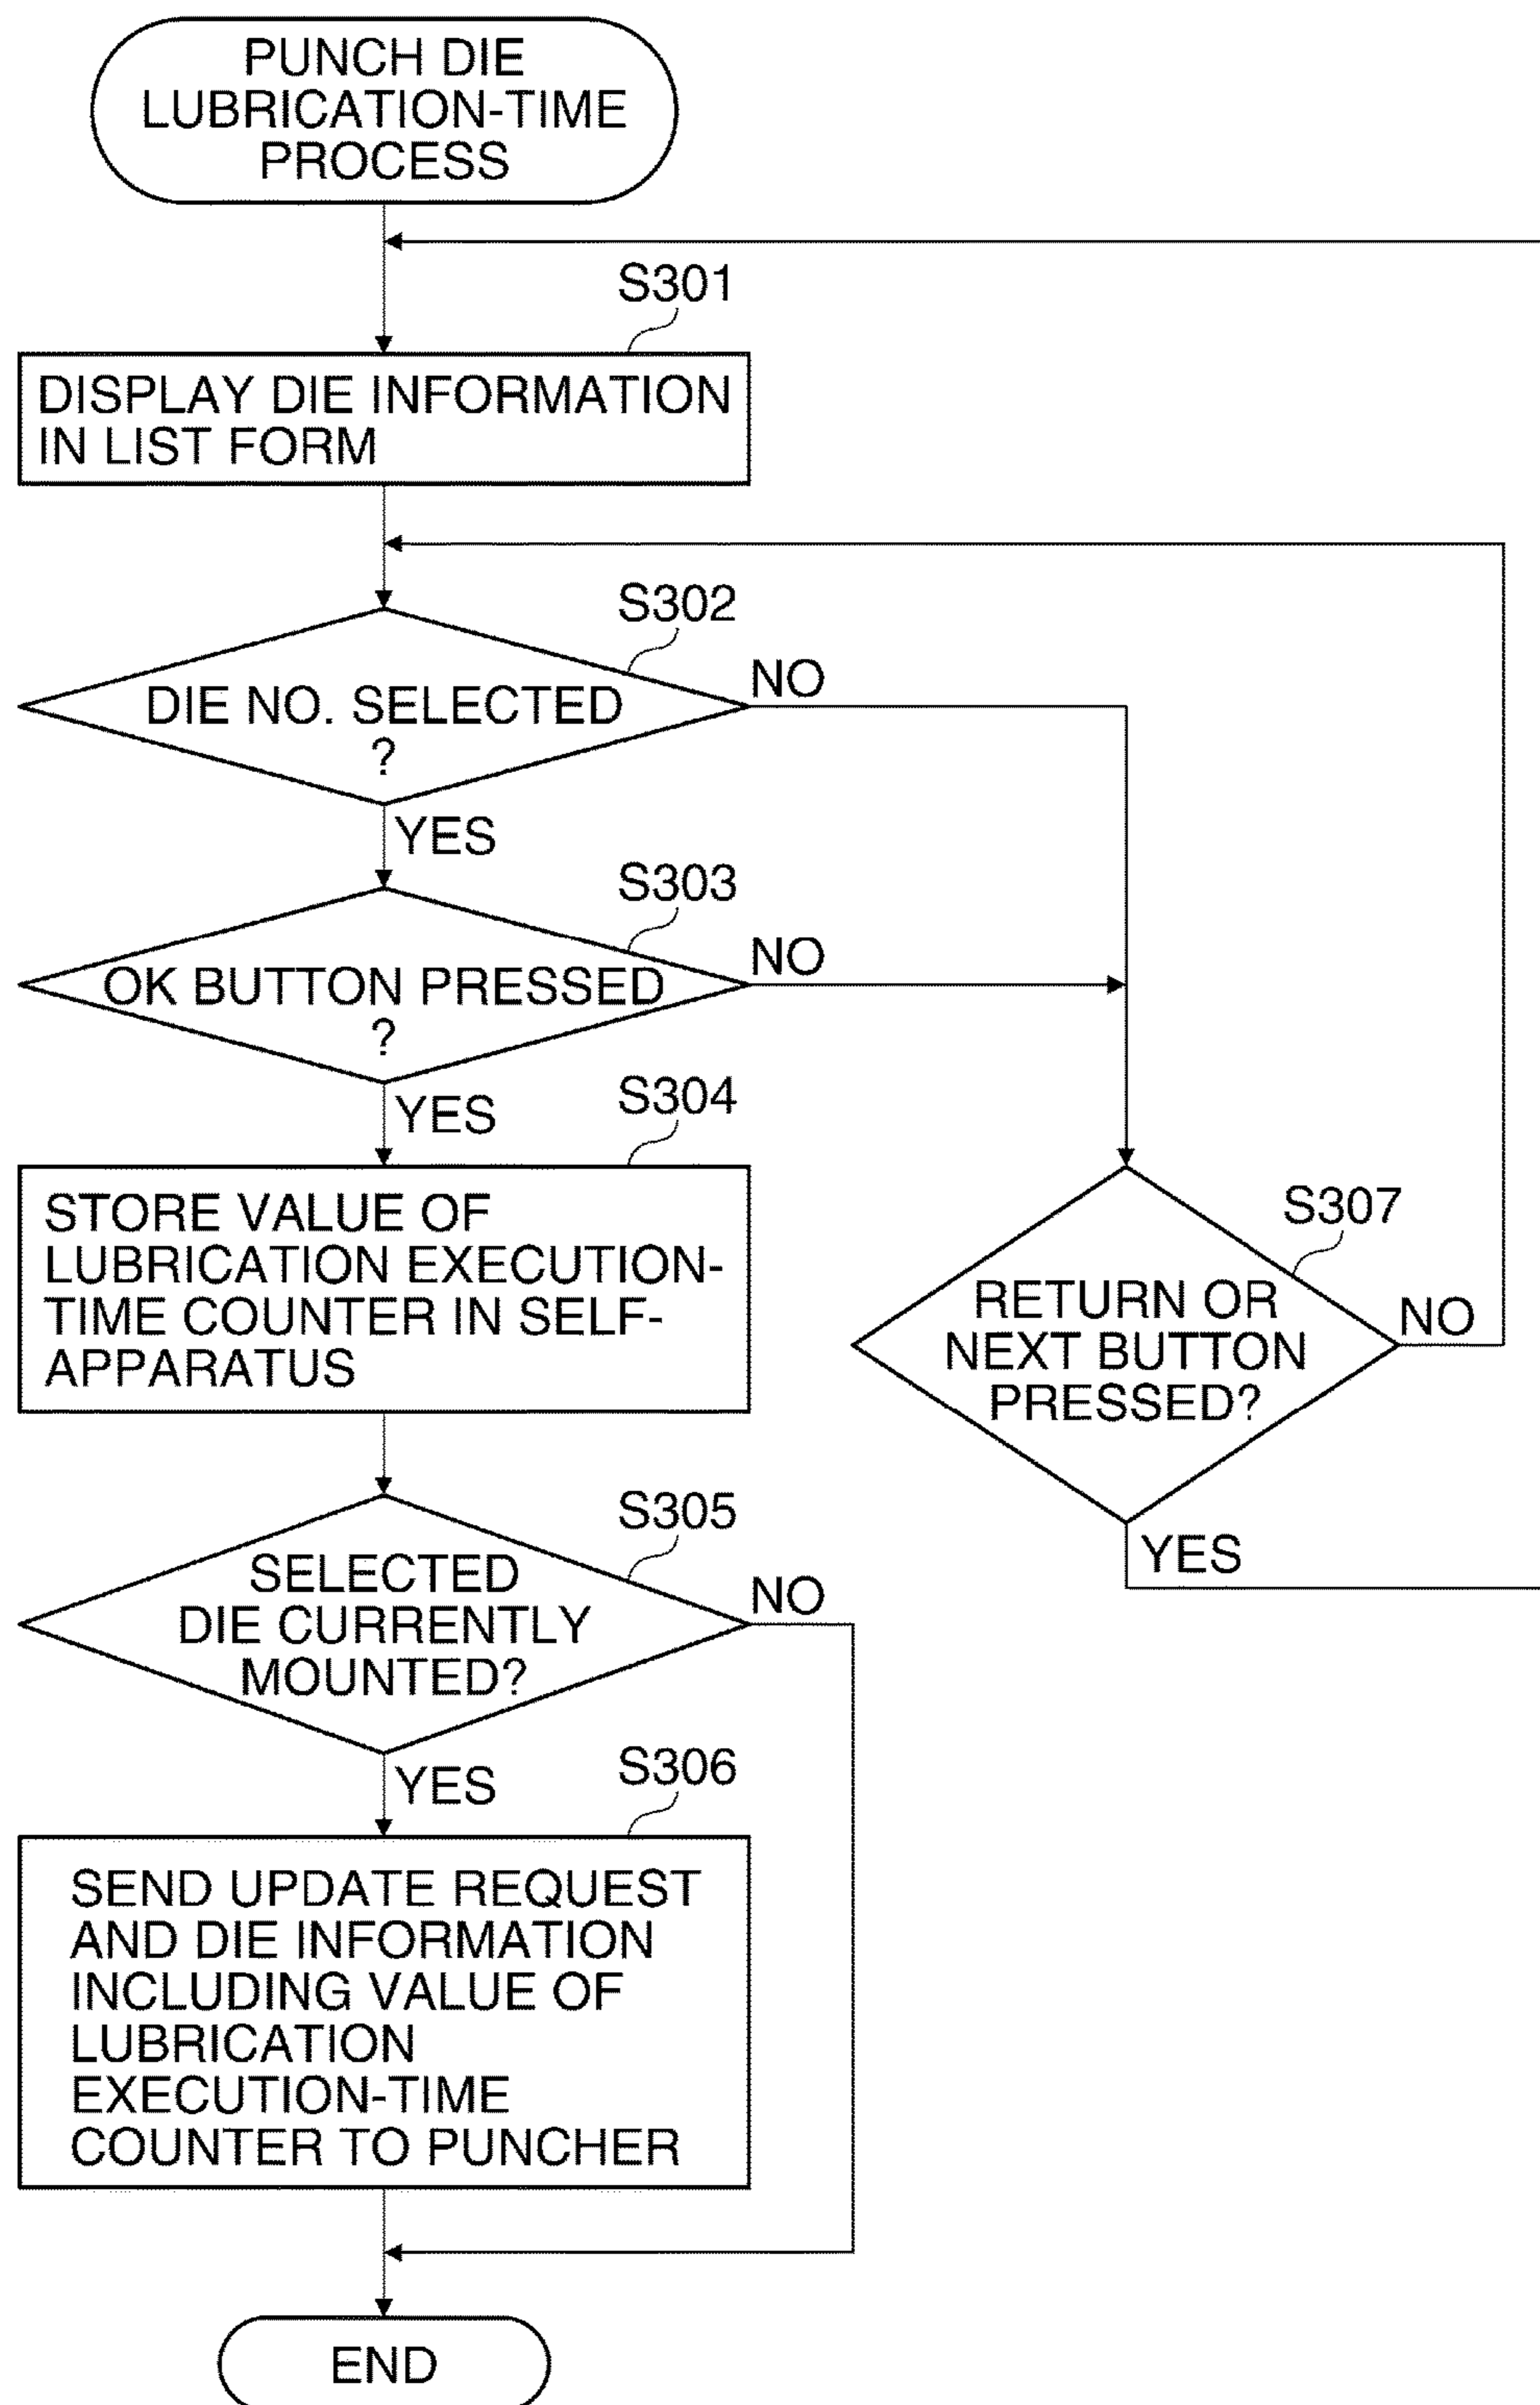 PUNCH DIE
LUBRICATION-TIME
PROCESS
S301
DISPLAY DIE INFORMATION
IN LIST FORM
S302
DIE NO. SELECTED
?
NO
YES
S303
OK BUTTON PRESSED
?
NO
YES
S304
STORE VALUE OF
LUBRICATION EXECUTION-
TIME COUNTER IN SELF-
APPARATUS
S307
RETURN OR
NEXT BUTTON
PRESSED?
NO
YES
S305
SELECTED
DIE CURRENTLY
MOUNTED?
NO
YES
S306
SEND UPDATE REQUEST
AND DIE INFORMATION
INCLUDING VALUE OF
LUBRICATION
EXECUTION-TIME
COUNTER TO PUNCHER
END